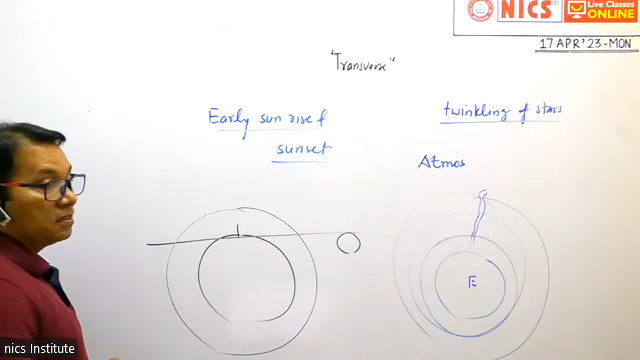 NICS
Live Classes
ONLINE
17 APR'23-MON
"Transverse"
Early sun rise &
sunset
twinkling of stars
Atmos
E
nics Institute